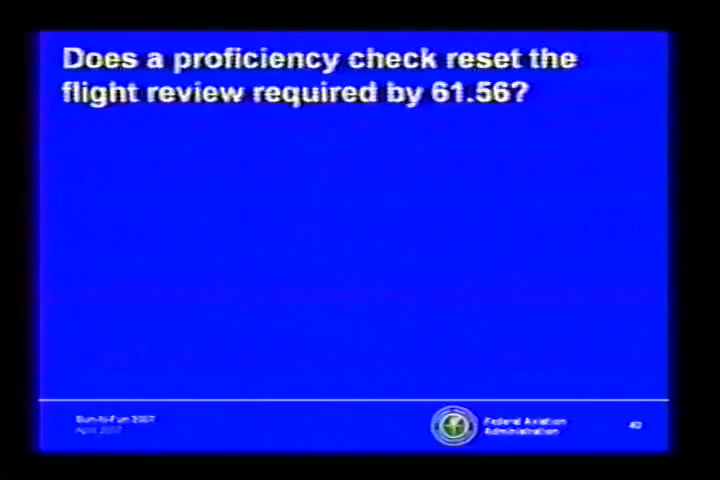 Does a proficiency check reset the
flight review required by 61.56?
Sun-N-Fun 2007
April 2007
Federal Aviation
Administration
40